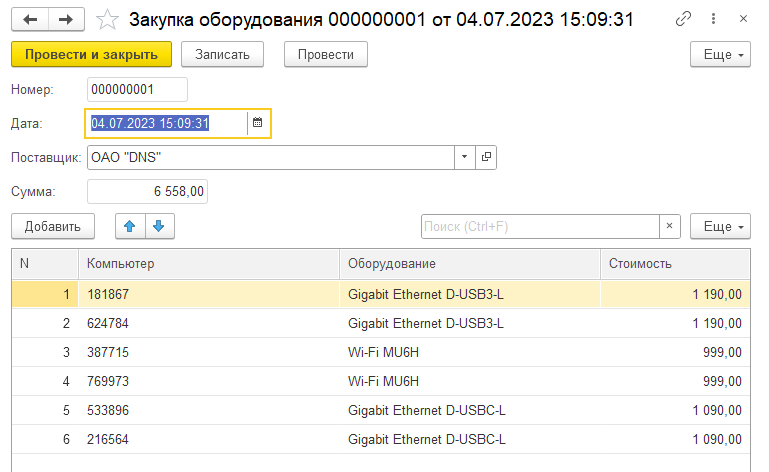 Закупка оборудования 000000001 от 04.07.2023 15:09:31
Провести и закрыть Записать Провести Еще
Номер: 000000001
Дата: 04.07.2023 15:09:31
Поставщик: ОАО "DNS"
Сумма: 6 558,00
Добавить Поиск (Ctrl+F) × Еще
N Компьютер Оборудование Стоимость
1 181867 Gigabit Ethernet D-USB3-L 1 190,00
2 624784 Gigabit Ethernet D-USB3-L 1 190,00
3 387715 Wi-Fi MU6H 999,00
4 769973 Wi-Fi MU6H 999,00
5 533896 Gigabit Ethernet D-USBC-L 1 090,00
6 216564 Gigabit Ethernet D-USBC-L 1 090,00